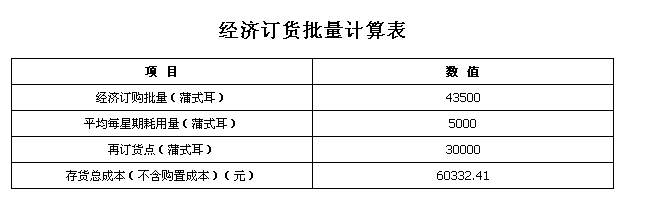 经济订货批量计算表
项 目 数 值
经济订购批量(蒲式耳) 43500
平均每星期耗用量(蒲式耳) 5000
再订货点(蒲式耳) 30000
存货总成本(不含购置成本)(元) 60332.41